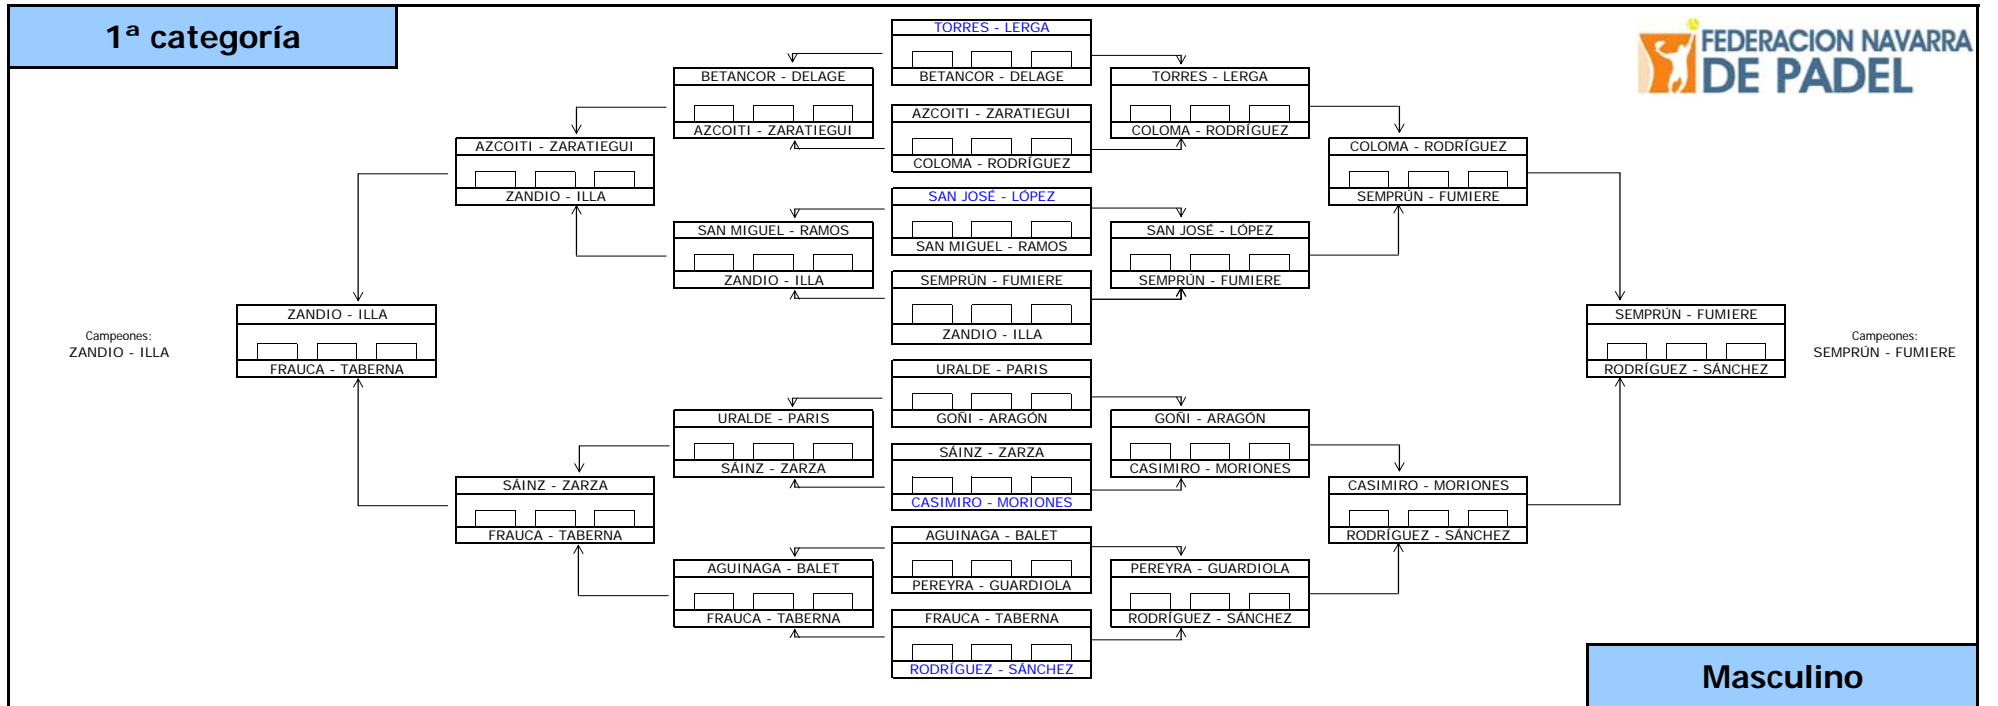 1ª categoría
FEDERACION NAVARRA
DE PADEL
TORRES - LERGA
BETANCOR - DELAGE
AZCOITI - ZARATIEGUI
COLOMA - RODRÍGUEZ
SAN JOSÉ - LÓPEZ
SAN MIGUEL - RAMOS
SEMPRÚN - FUMIERE
ZANDIO - ILLA
URALDE - PARIS
GOÑI - ARAGÓN
SÁINZ - ZARZA
CASIMIRO - MORIONES
AGUINAGA - BALET
PEREYRA - GUARDIOLA
FRAUCA - TABERNA
RODRÍGUEZ - SÁNCHEZ
BETANCOR - DELAGE
AZCOITI - ZARATIEGUI
SAN MIGUEL - RAMOS
ZANDIO - ILLA
URALDE - PARIS
SÁINZ - ZARZA
AGUINAGA - BALET
FRAUCA - TABERNA
AZCOITI - ZARATIEGUI
ZANDIO - ILLA
SÁINZ - ZARZA
FRAUCA - TABERNA
ZANDIO - ILLA
FRAUCA - TABERNA
Campeones:
ZANDIO - ILLA
TORRES - LERGA
COLOMA - RODRÍGUEZ
SAN JOSÉ - LÓPEZ
SEMPRÚN - FUMIERE
GOÑI - ARAGÓN
CASIMIRO - MORIONES
PEREYRA - GUARDIOLA
RODRÍGUEZ - SÁNCHEZ
COLOMA - RODRÍGUEZ
SEMPRÚN - FUMIERE
CASIMIRO - MORIONES
RODRÍGUEZ - SÁNCHEZ
SEMPRÚN - FUMIERE
RODRÍGUEZ - SÁNCHEZ
Campeones:
SEMPRÚN - FUMIERE
Masculino